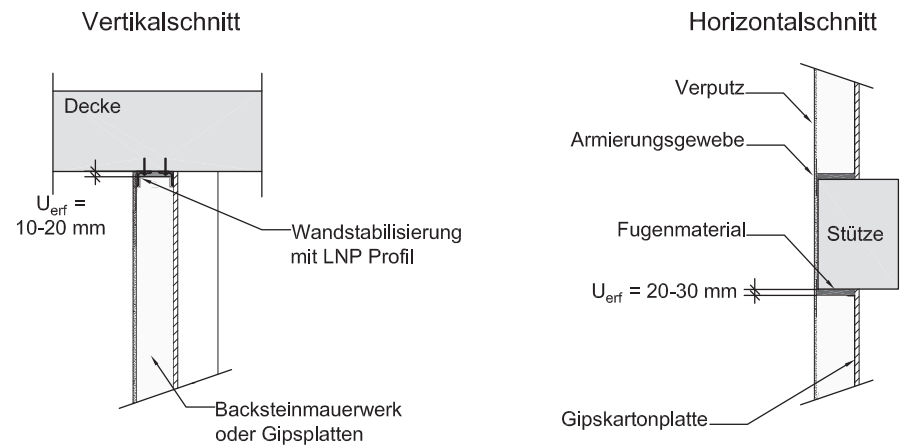 Vertikalschnitt
Decke
U_erf =
10-20 mm
Wandstabilisierung
mit LNP Profil
Backsteinmauerwerk
oder Gipsplatten
Horizontalschnitt
Verputz
Armierungsgewebe
Fugenmaterial
Stütze
U_erf = 20-30 mm
Gipskartonplatte